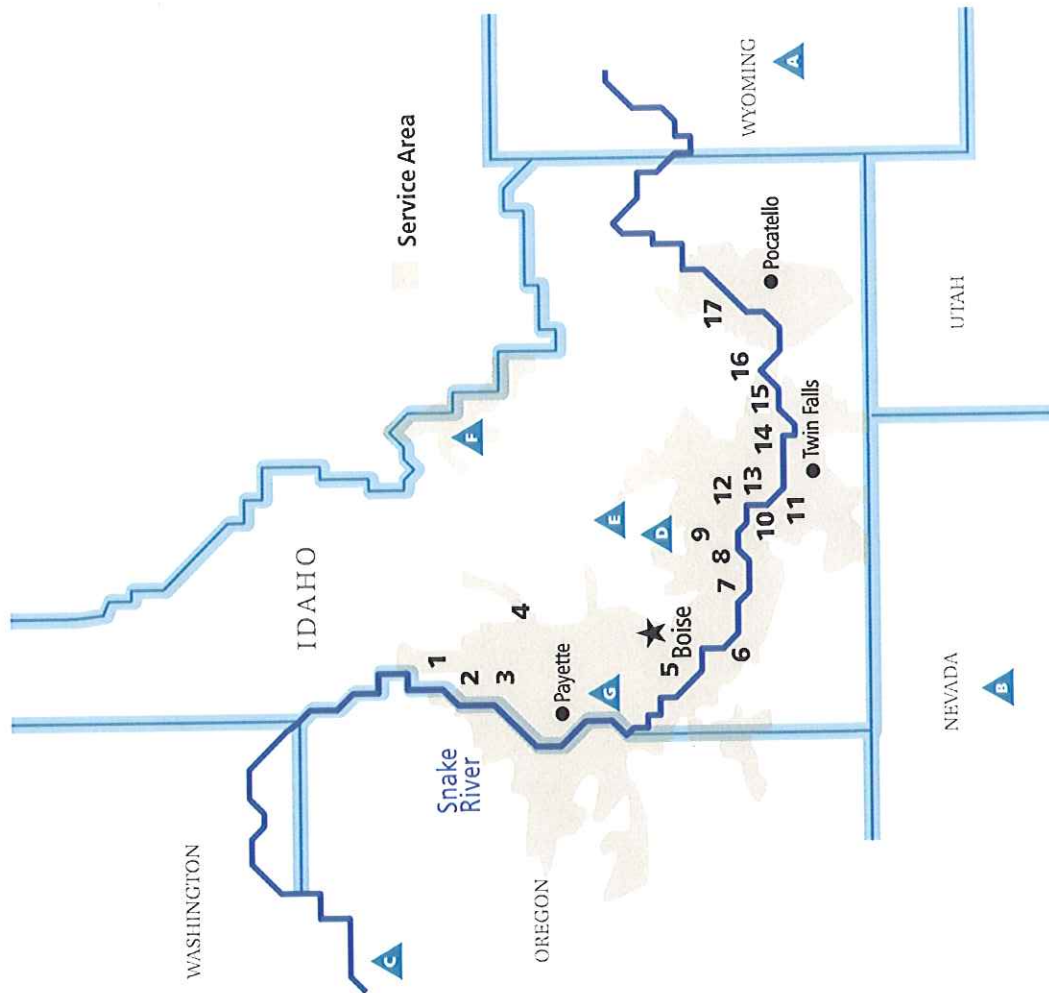 WASHINGTON
IDAHO
Service Area
C
Snake
River
1
2
3
4
F
OREGON
Payette
G
E
D
Boise
5
6
7
8
9
10
11
12
13
14
15
16
17
Twin Falls
Pocatello
WYOMING
A
NEVADA
B
UTAH